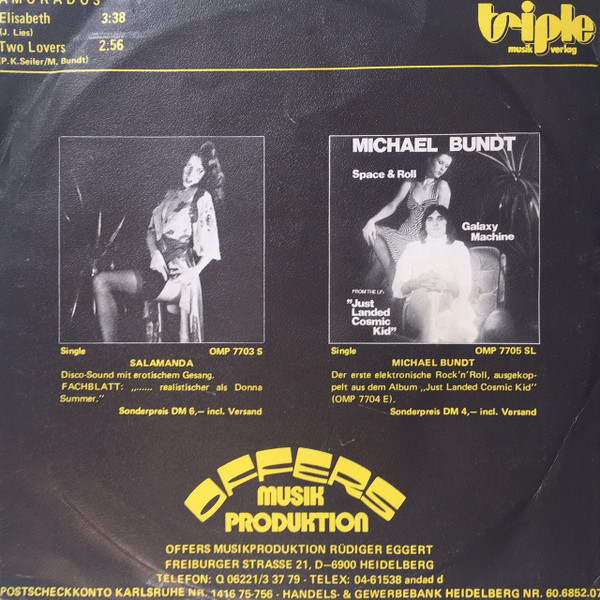 AMORADOS
Elisabeth 3:38
(J. Lies)
Two Lovers 2:56
(P.K.Seiler/M. Bundt)
triple
musik verlag
MICHAEL BUNDT
Space & Roll
Galaxy
Machine
FROM THE LP:
"Just
Landed
Cosmic
Kid"
Single OMP 7703 S
SALAMANDA
Disco-Sound mit erotischem Gesang.
FACHBLATT: „...... realistischer als Donna
Summer."
Sonderpreis DM 6,— incl. Versand
Single OMP 7705 SL
MICHAEL BUNDT
Der erste elektronische Rock'n'Roll, ausgekop-
pelt aus dem Album „Just Landed Cosmic Kid"
(OMP 7704 E).
Sonderpreis DM 4,— incl. Versand
OFFERS
MUSIK
PRODUKTION
OFFERS MUSIKPRODUKTION RÜDIGER EGGERT
FREIBURGER STRASSE 21, D–6900 HEIDELBERG
TELEFON: 0 06221/3 37 79 - TELEX: 04-61538 andad d
POSTSCHECKKONTO KARLSRUHE NR. 1416 75-756 - HANDELS- & GEWERBEBANK HEIDELBERG NR. 60.6852.07